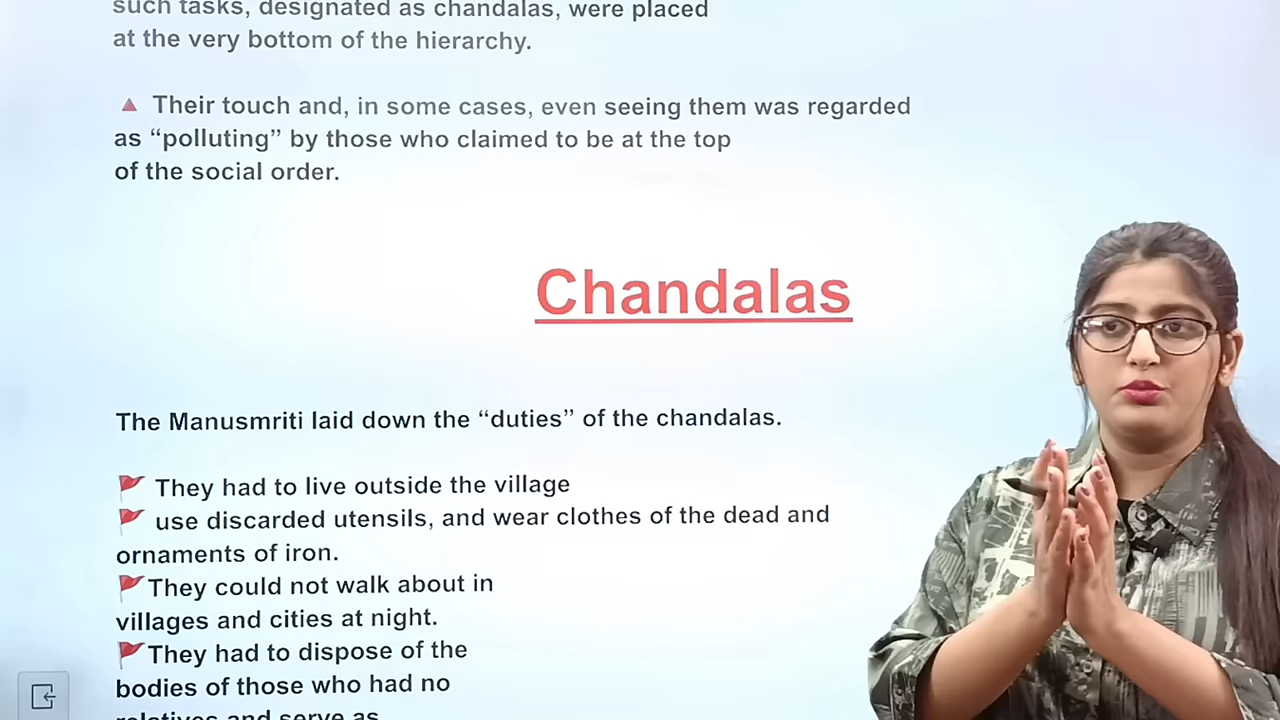 such tasks, designated as chandalas, were placed
at the very bottom of the hierarchy.
Their touch and, in some cases, even seeing them was regarded
as “polluting” by those who claimed to be at the top
of the social order.
Chandalas
The Manusmriti laid down the “duties” of the chandalas.
They had to live outside the village
use discarded utensils, and wear clothes of the dead and
ornaments of iron.
They could not walk about in
villages and cities at night.
They had to dispose of the
bodies of those who had no
relatives and serve as